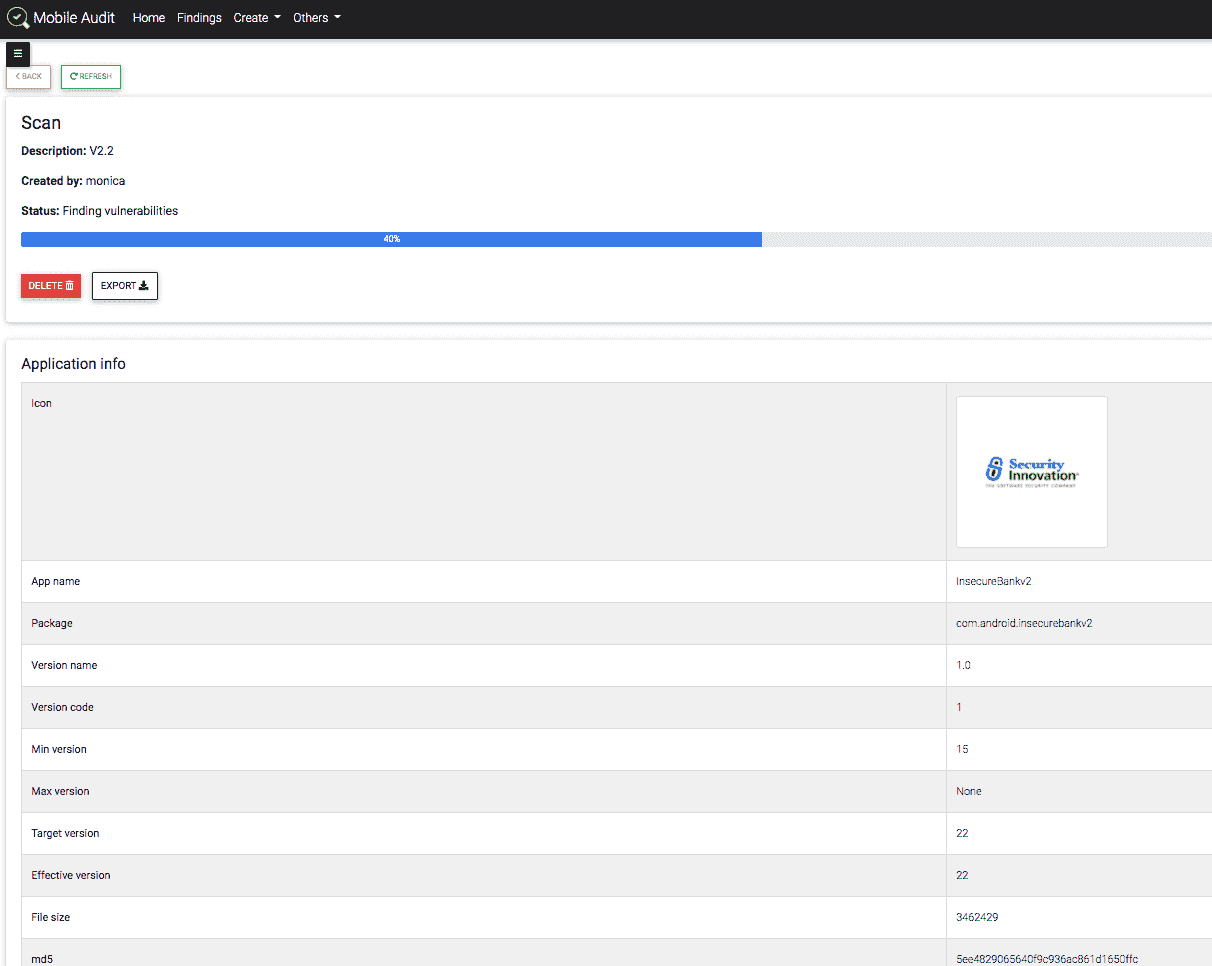 Mobile Audit Home Findings Create Others
BACK REFRESH
Scan
Description: V2.2
Created by: monica
Status: Finding vulnerabilities
40%
DELETE EXPORT
Application info
Icon
Security
Innovation
THE SOFTWARE SECURITY COMPANY
App name InsecureBankv2
Package com.android.insecurebankv2
Version name 1.0
Version code 1
Min version 15
Max version None
Target version 22
Effective version 22
File size 3462429
md5 5ee4829065640f9c936ac861d1650ffc